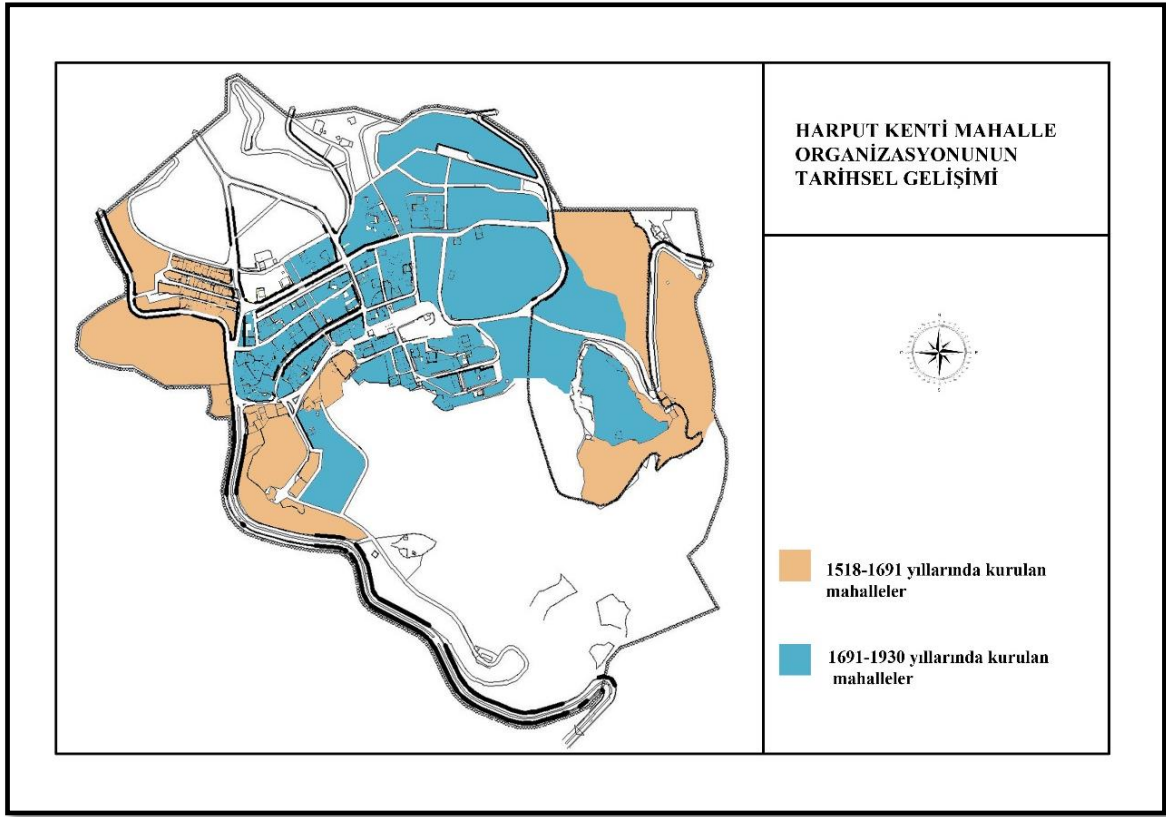 HARPUT KENTİ MAHALLE
ORGANİZASYONUNUN
TARİHSEL GELİŞİMİ
1518-1691 yıllarında kurulan
mahalleler
1691-1930 yıllarında kurulan
mahalleler